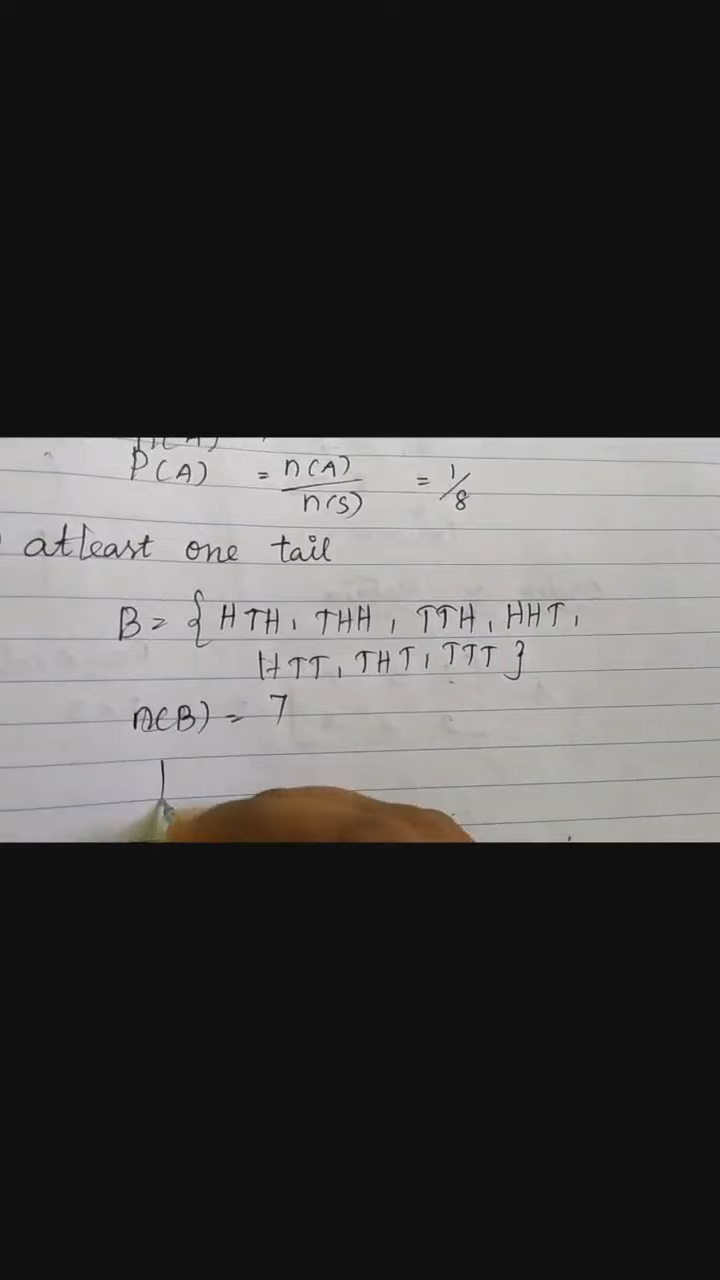 P(A) = n(A)/n(S) = 1/8
atleast one tail
B = { HTH, THH, TTH, HHT,
HTT, THT, TTT }
n(B) = 7